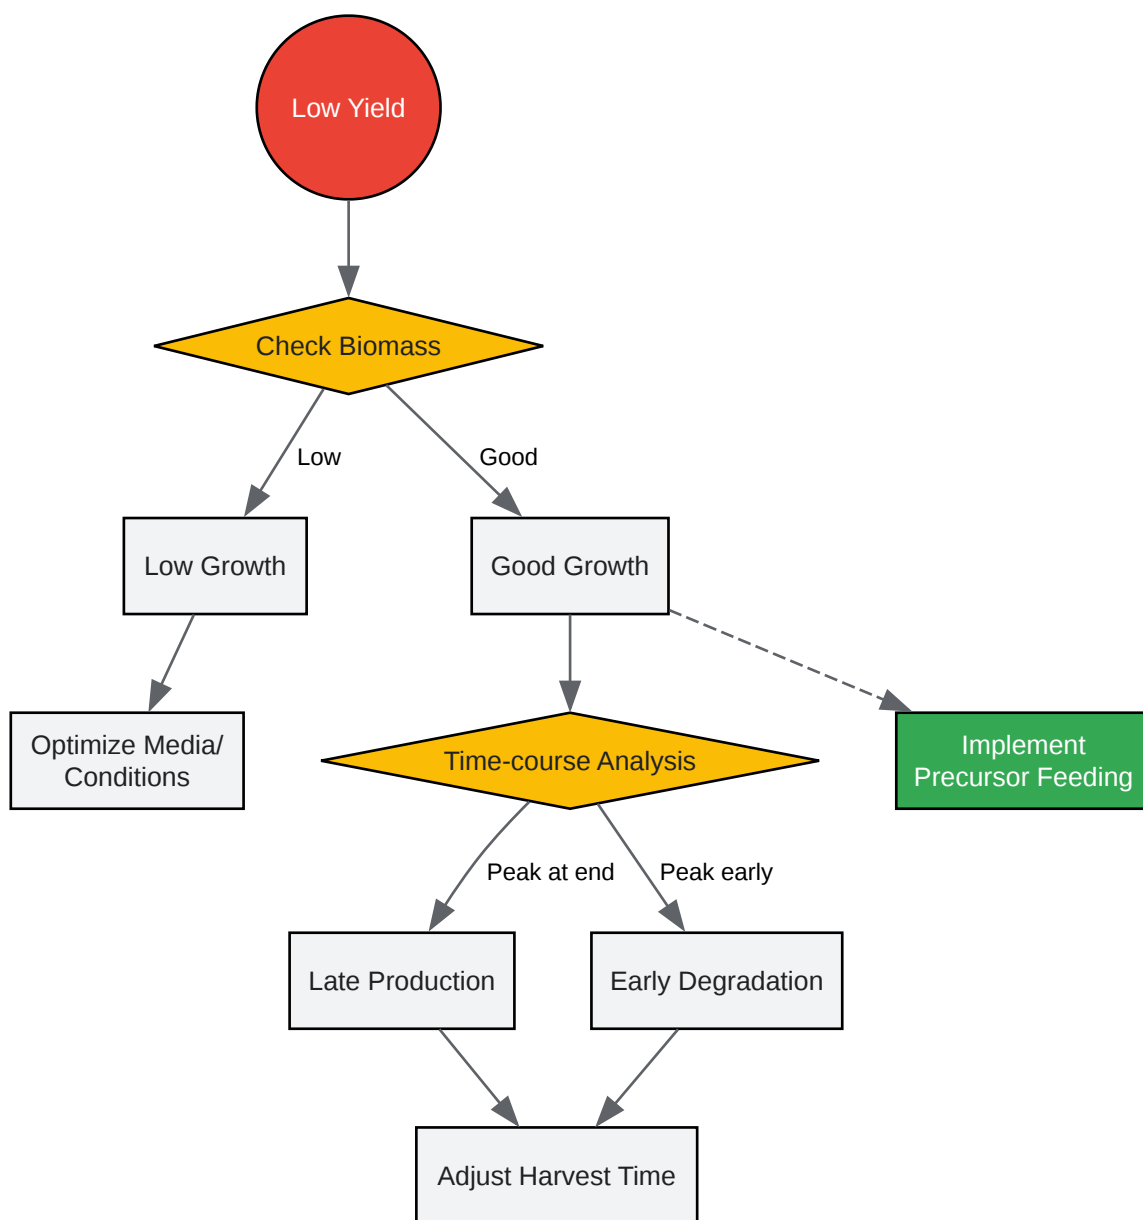 Low Yield
Check Biomass
Low
Good
Low Growth
Good Growth
Optimize Media/
Conditions
Time-course Analysis
Implement
Precursor Feeding
Peak at end
Peak early
Late Production
Early Degradation
Adjust Harvest Time